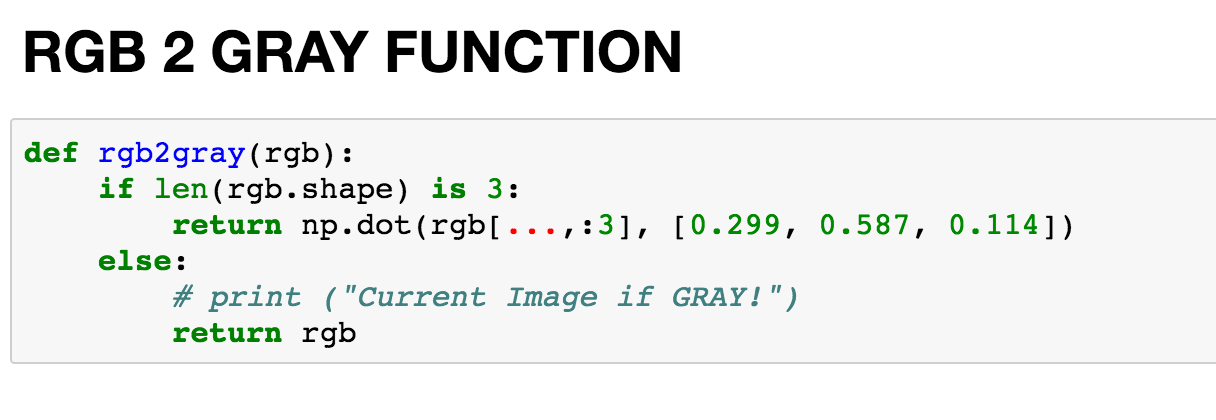 RGB 2 GRAY FUNCTION
def rgb2gray(rgb):
    if len(rgb.shape) is 3:
        return np.dot(rgb[...,:3], [0.299, 0.587, 0.114])
    else:
        # print ("Current Image if GRAY!")
        return rgb